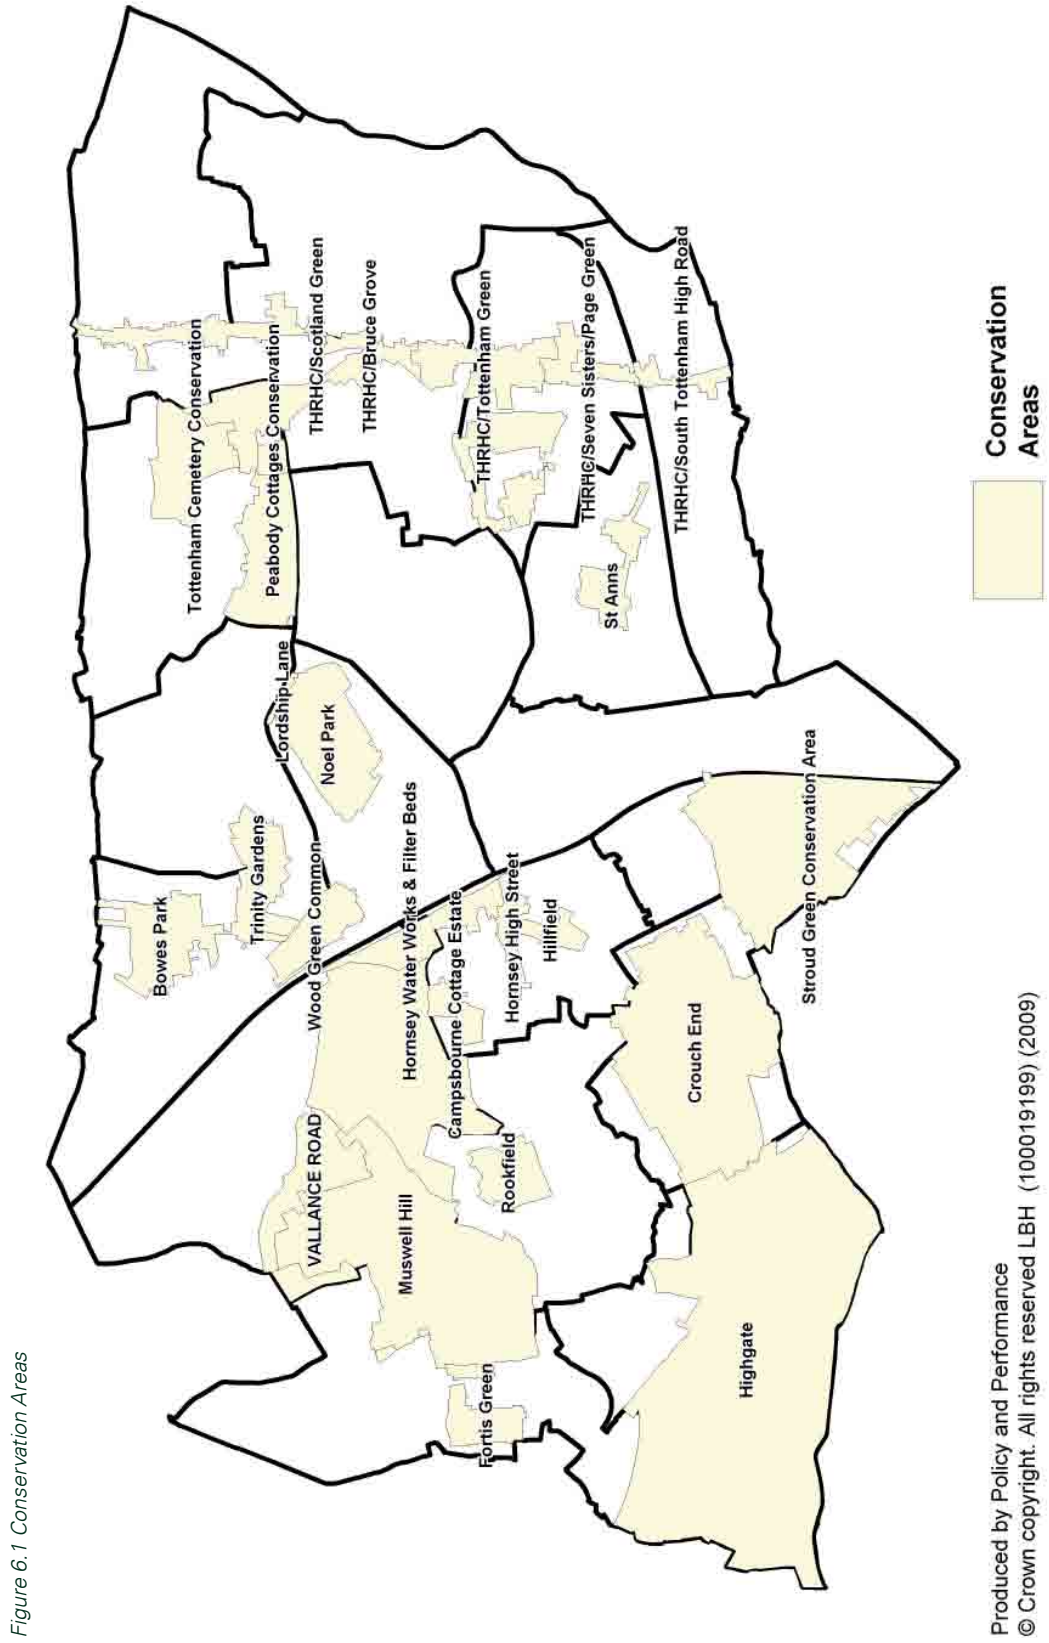 Figure 6.1 Conservation Areas
Fortis Green
Highgate
VALLANCE ROAD
Muswell Hill
Rookfield
Bowes Park
Trinity Gardens
Wood Green Common
Hornsey Water Works & Filter Beds
Campsbourne Cottage Estate
Hornsey High Street
Hillfield
Crouch End
Stroud Green Conservation Area
Lordship Lane
Noel Park
Tottenham Cemetery Conservation
Peabody Cottages Conservation
THRHC/Scotland Green
THRHC/Bruce Grove
THRHC/Tottenham Green
THRHC/Seven Sisters/Page Green
St Anns
THRHC/South Tottenham High Road
Conservation
Areas
Produced by Policy and Performance
© Crown copyright. All rights reserved LBH (100019199) (2009)